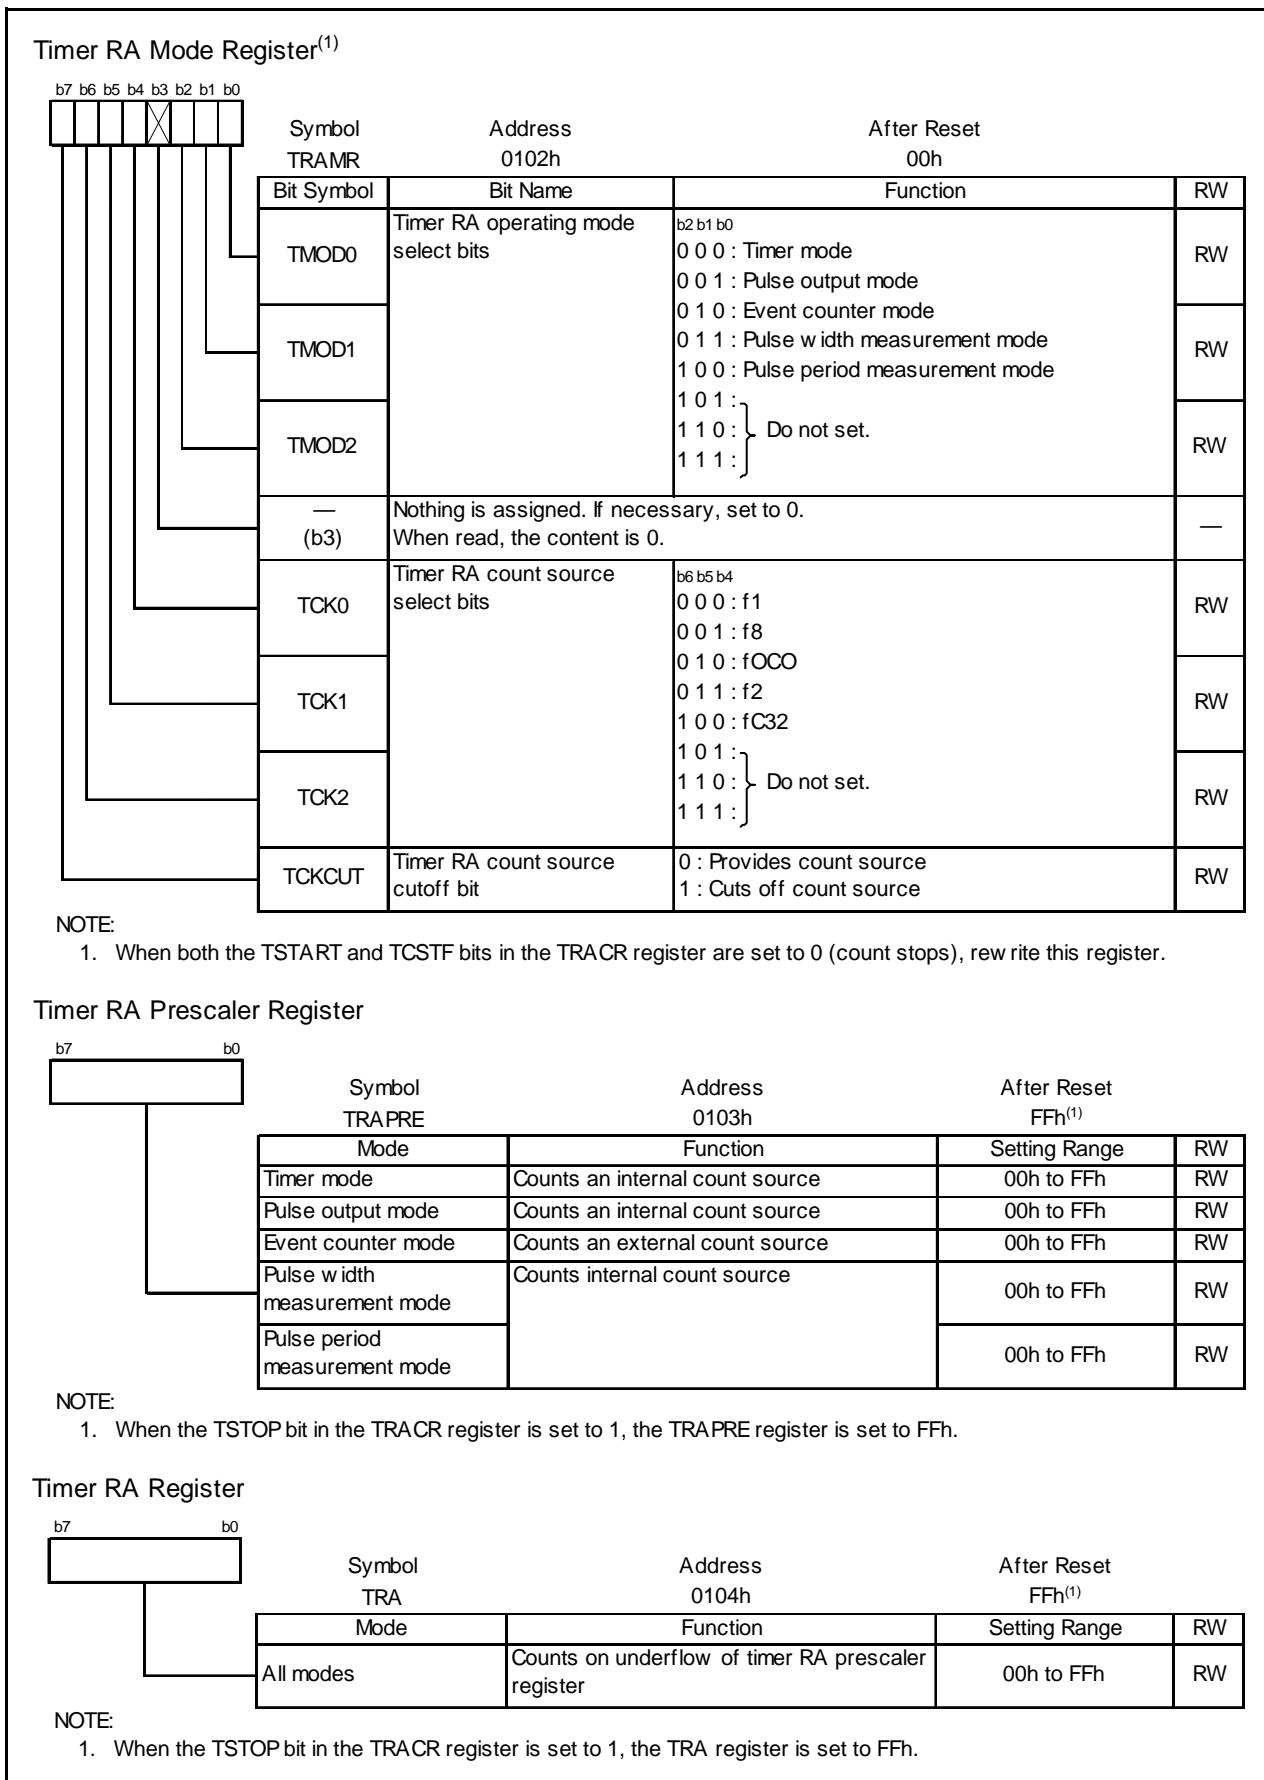 Timer RA Mode Register(1)
b7 b6 b5 b4 b3 b2 b1 b0
Symbol Address After Reset
TRAMR 0102h 00h
Bit Symbol Bit Name Function RW
TMOD0 Timer RA operating mode select bits b2 b1 b0 RW
0 0 0 : Timer mode
0 0 1 : Pulse output mode
0 1 0 : Event counter mode
TMOD1 0 1 1 : Pulse width measurement mode RW
1 0 0 : Pulse period measurement mode
1 0 1 :
TMOD2 1 1 0 : Do not set. RW
1 1 1 :
— Nothing is assigned. If necessary, set to 0. —
(b3) When read, the content is 0.
TCK0 Timer RA count source select bits b6 b5 b4 RW
0 0 0 : f1
0 0 1 : f8
0 1 0 : fOCO
TCK1 0 1 1 : f2 RW
1 0 0 : fC32
1 0 1 :
TCK2 1 1 0 : Do not set. RW
1 1 1 :
TCKCUT Timer RA count source 0 : Provides count source RW
cutoff bit 1 : Cuts off count source
NOTE:
1. When both the TSTART and TCSTF bits in the TRACR register are set to 0 (count stops), rewrite this register.
Timer RA Prescaler Register
b7 b0
Symbol Address After Reset
TRAPRE 0103h FFh(1)
Mode Function Setting Range RW
Timer mode Counts an internal count source 00h to FFh RW
Pulse output mode Counts an internal count source 00h to FFh RW
Event counter mode Counts an external count source 00h to FFh RW
Pulse width Counts internal count source 00h to FFh RW
measurement mode
Pulse period 00h to FFh RW
measurement mode
NOTE:
1. When the TSTOP bit in the TRACR register is set to 1, the TRAPRE register is set to FFh.
Timer RA Register
b7 b0
Symbol Address After Reset
TRA 0104h FFh(1)
Mode Function Setting Range RW
All modes Counts on underflow of timer RA prescaler 00h to FFh RW
register
NOTE:
1. When the TSTOP bit in the TRACR register is set to 1, the TRA register is set to FFh.